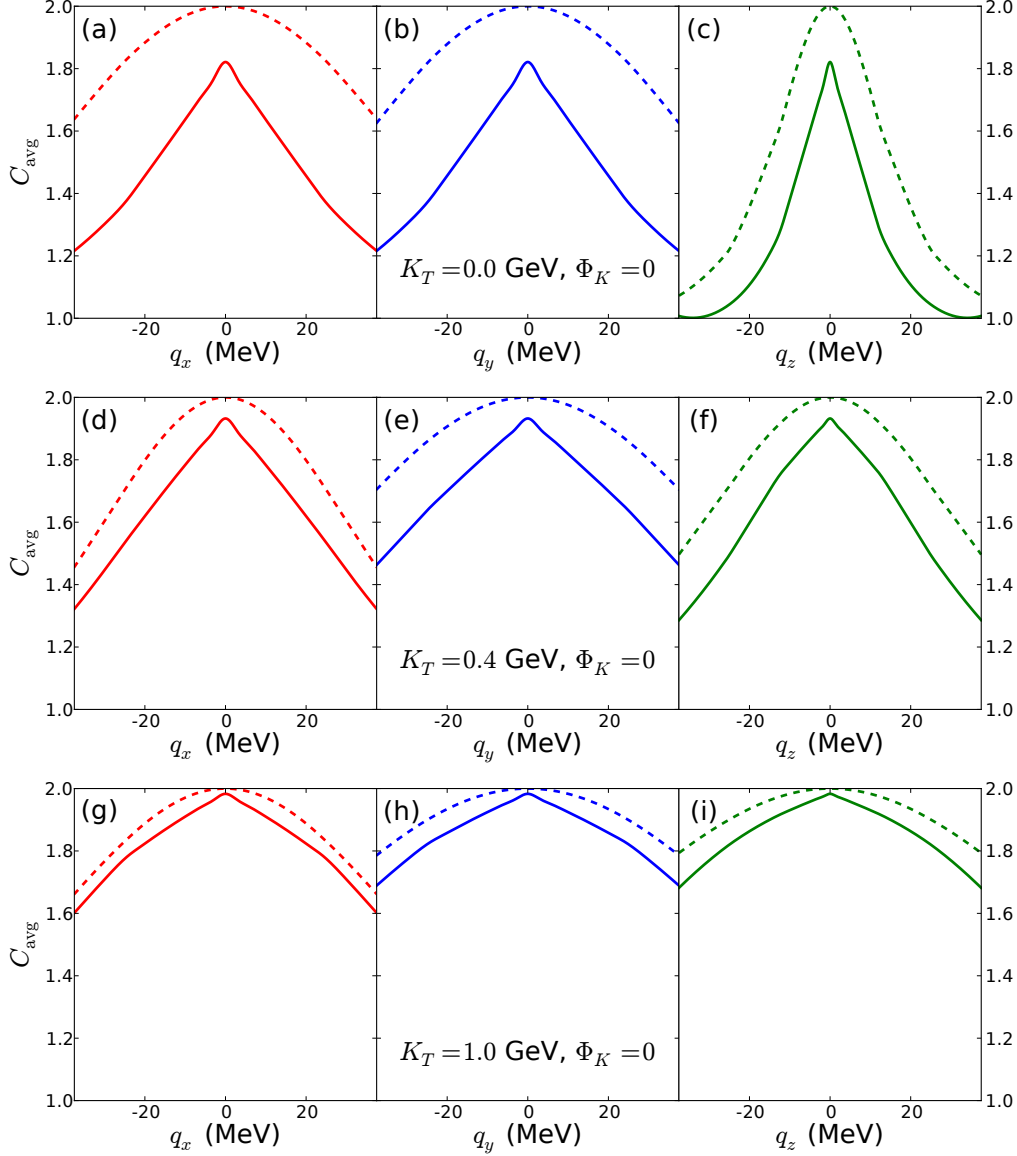 (a) (b) (c)
2.0 2.0
1.8 1.8
1.6 1.6
1.4 1.4
1.2 1.2
1.0 1.0
C_avg
K_T = 0.0 GeV, Φ_K = 0
-20 0 20 -20 0 20 -20 0 20
q_x (MeV) q_y (MeV) q_z (MeV)
(d) (e) (f)
2.0 2.0
1.8 1.8
1.6 1.6
1.4 1.4
1.2 1.2
1.0 1.0
C_avg
K_T = 0.4 GeV, Φ_K = 0
-20 0 20 -20 0 20 -20 0 20
q_x (MeV) q_y (MeV) q_z (MeV)
(g) (h) (i)
2.0 2.0
1.8 1.8
1.6 1.6
1.4 1.4
1.2 1.2
1.0 1.0
C_avg
K_T = 1.0 GeV, Φ_K = 0
-20 0 20 -20 0 20 -20 0 20
q_x (MeV) q_y (MeV) q_z (MeV)